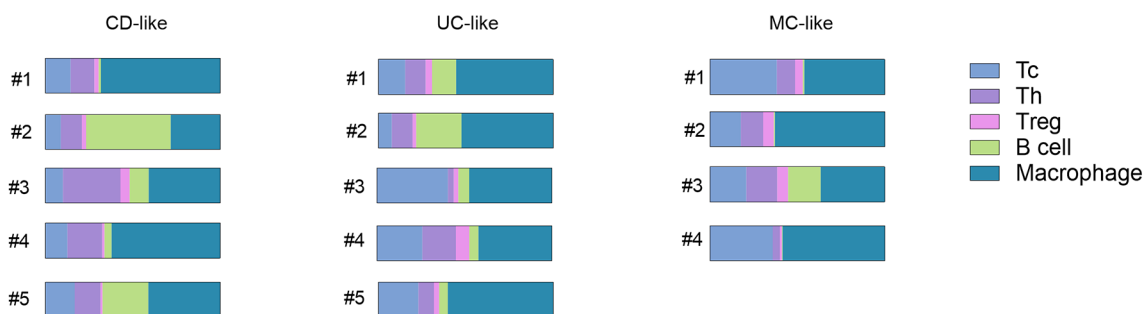 CD-like
UC-like
MC-like
#1
#2
#3
#4
#5
#1
#2
#3
#4
#5
#1
#2
#3
#4
Tc
Th
Treg
B cell
Macrophage